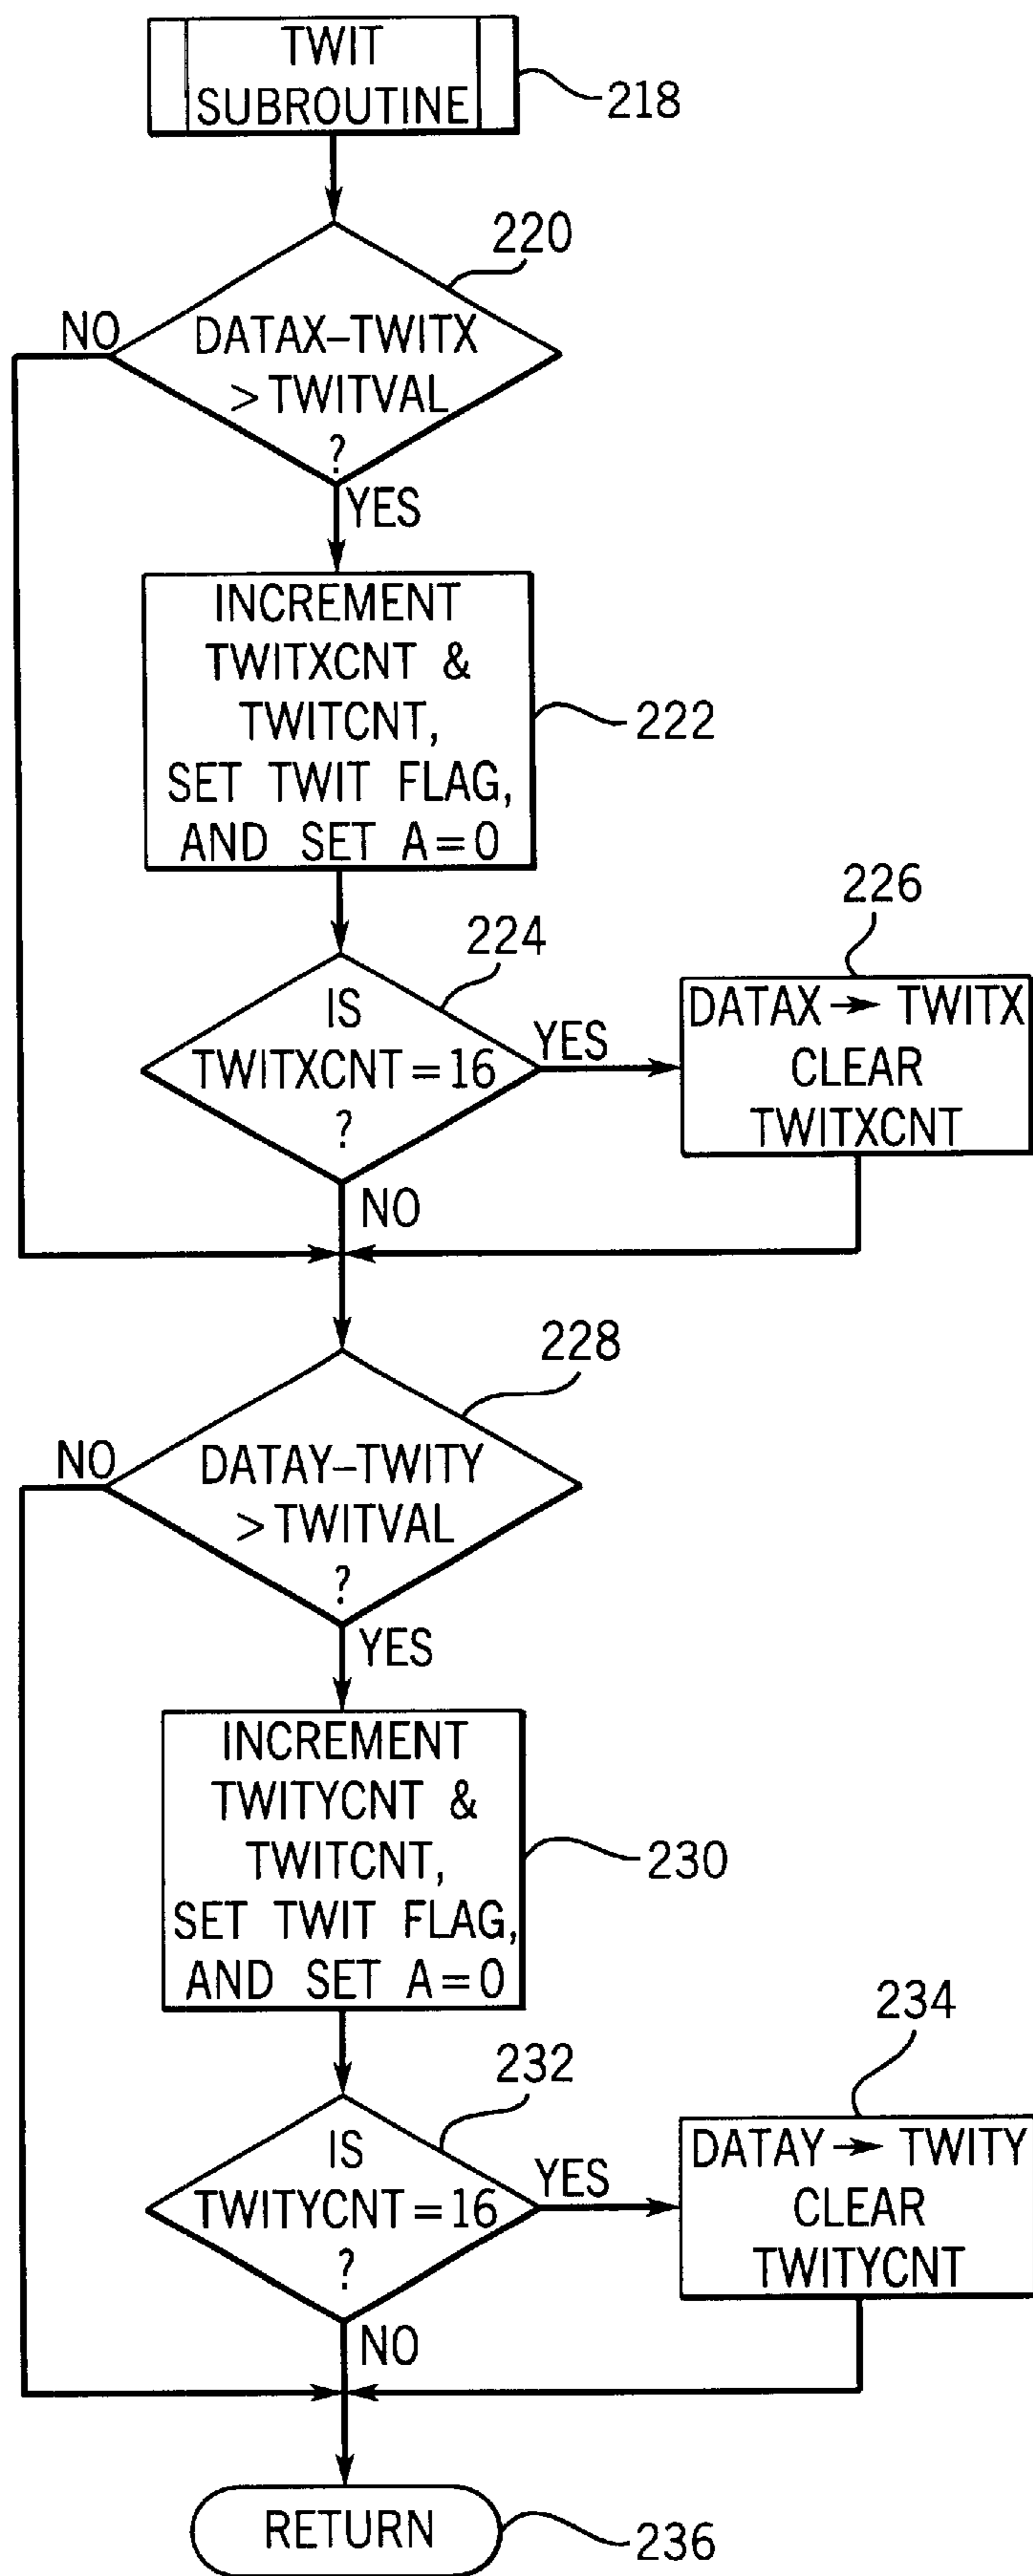 TWIT
SUBROUTINE
218
220
NO
DATAX–TWITX
> TWITVAL
?
YES
INCREMENT
TWITXCNT &
TWITCNT,
SET TWIT FLAG,
AND SET A=0
222
226
224
IS
TWITXCNT=16
?
YES
DATAX → TWITX
CLEAR
TWITXCNT
NO
228
NO
DATAY–TWITY
> TWITVAL
?
YES
INCREMENT
TWITYCNT &
TWITCNT,
SET TWIT FLAG,
AND SET A=0
230
234
232
IS
TWITYCNT=16
?
YES
DATAY → TWITY
CLEAR
TWITYCNT
NO
RETURN
236